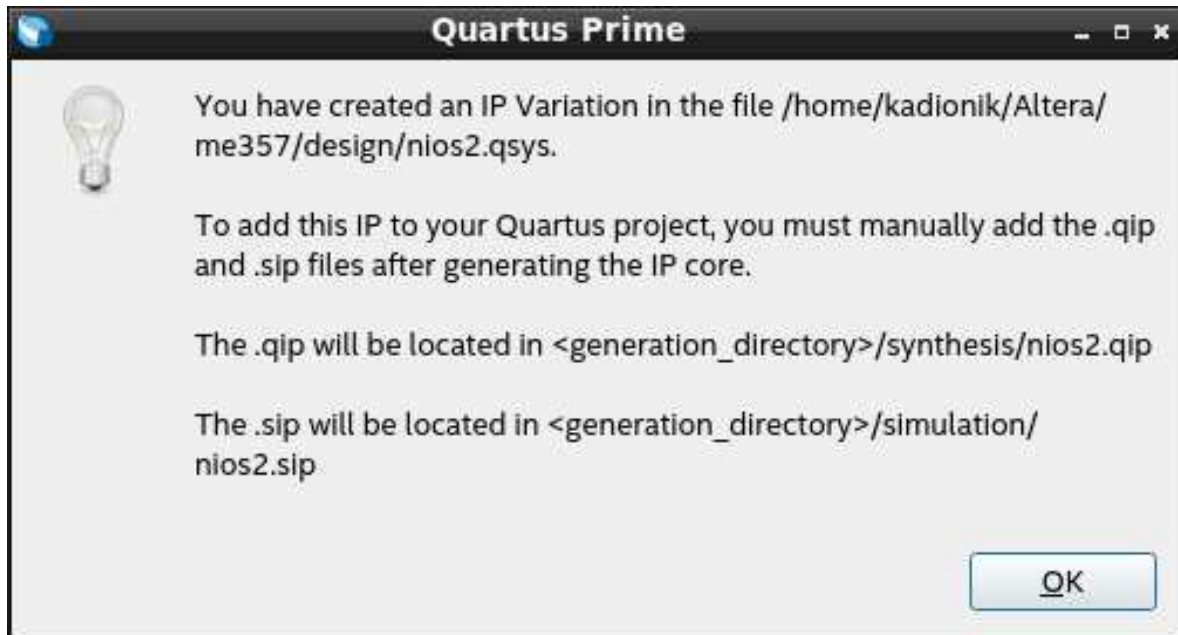 Quartus Prime
You have created an IP Variation in the file /home/kadionik/Altera/
me357/design/nios2.qsys.
To add this IP to your Quartus project, you must manually add the .qip
and .sip files after generating the IP core.
The .qip will be located in <generation_directory>/synthesis/nios2.qip
The .sip will be located in <generation_directory>/simulation/
nios2.sip
OK